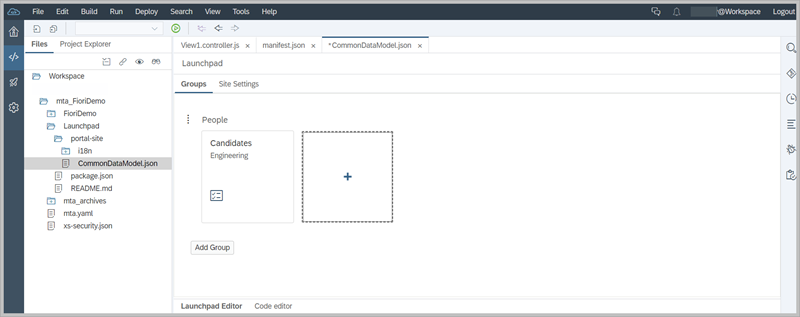 File Edit Build Run Deploy Search View Tools Help @Workspace Logout
Files Project Explorer
View1.controller.js × manifest.json × *CommonDataModel.json ×
Launchpad
Groups Site Settings
Workspace
mta_FioriDemo
FioriDemo
Launchpad
portal-site
i18n
CommonDataModel.json
package.json
README.md
mta_archives
mta.yaml
xs-security.json
People
Candidates
Engineering
+
Add Group
Launchpad Editor Code editor